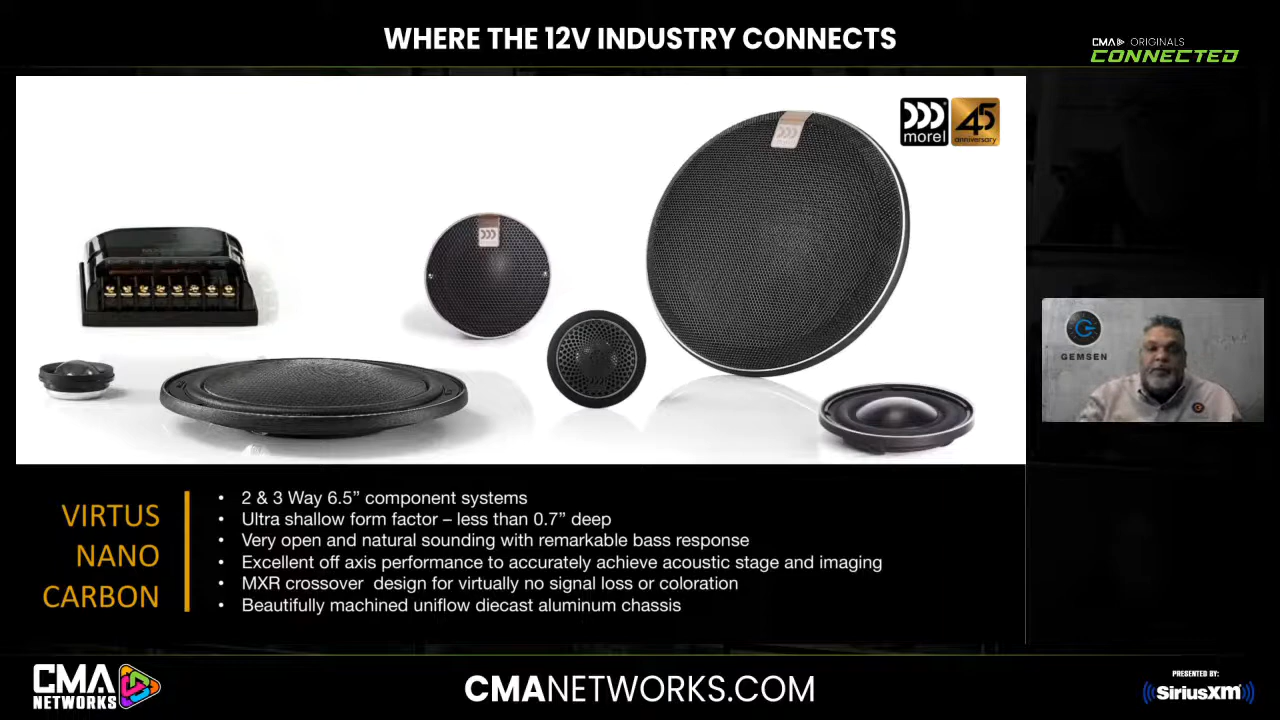 WHERE THE 12V INDUSTRY CONNECTS
CMA ORIGINALS
CONNECTED
morel
45
anniversary
GEMSEN
VIRTUS
NANO
CARBON
• 2 & 3 Way 6.5” component systems
• Ultra shallow form factor – less than 0.7” deep
• Very open and natural sounding with remarkable bass response
• Excellent off axis performance to accurately achieve acoustic stage and imaging
• MXR crossover design for virtually no signal loss or coloration
• Beautifully machined uniflow diecast aluminum chassis
CMA
NETWORKS
CMANETWORKS.COM
PRESENTED BY:
SiriusXM